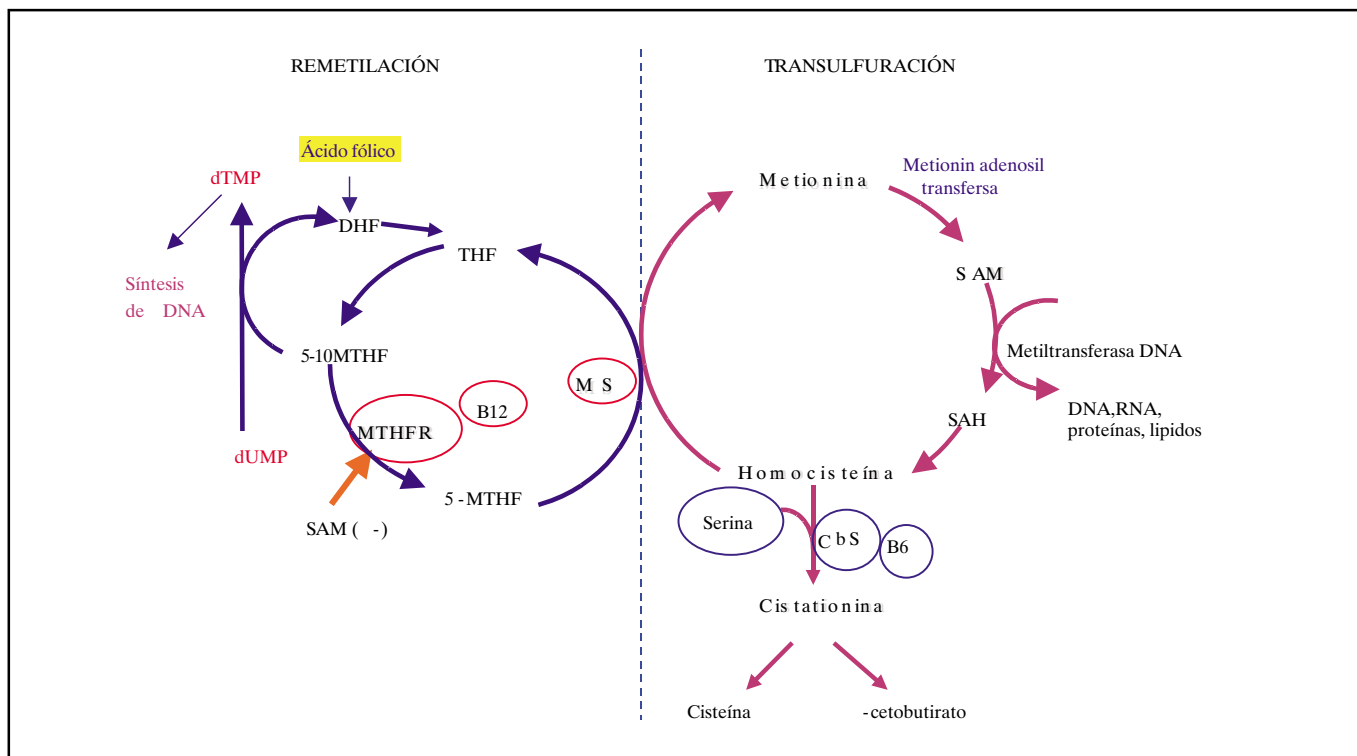 REMETILACIÓN
TRANSULFURACIÓN
Ácido fólico
dTMP
DHF
THF
Síntesis
de DNA
5-10MTHF
MTHFR
B12
MS
dUMP
5-MTHF
SAM ( -)
Metionina
Metionin adenosil
transfersa
SAM
Metiltransferasa DNA
SAH
DNA,RNA,
proteínas, lipidos
Homocisteína
Serina
CbS
B6
Cistationina
Cisteína
-cetobutirato